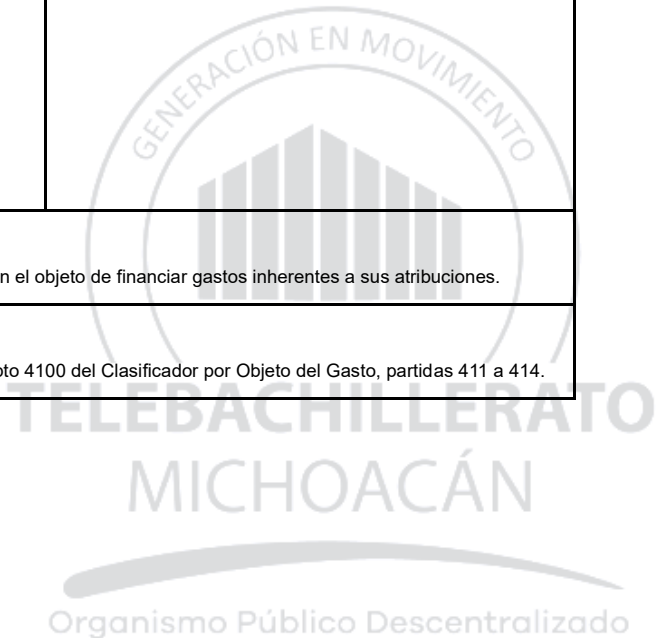 GENERACIÓN EN MOVIMIENTO
el objeto de financiar gastos inherentes a sus atribuciones.
4100 del Clasificador por Objeto del Gasto, partidas 411 a 414.
TELEBACHILLERATO
MICHOACÁN
Organismo Público Descentralizado